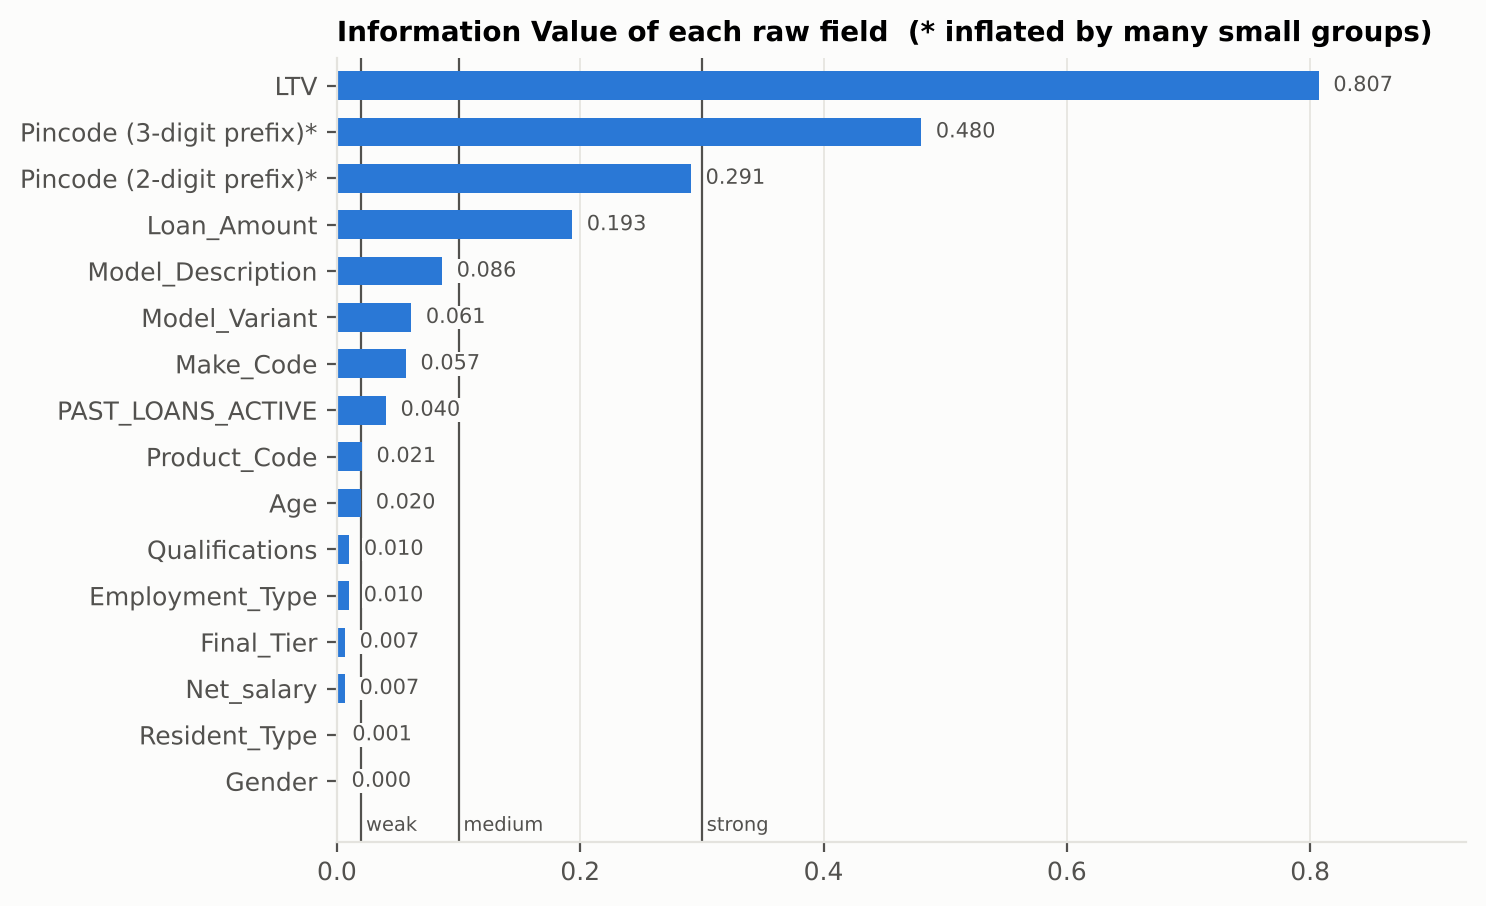 Information Value of each raw field  (* inflated by many small groups)
LTV 0.807
Pincode (3-digit prefix)* 0.480
Pincode (2-digit prefix)* 0.291
Loan_Amount 0.193
Model_Description 0.086
Model_Variant 0.061
Make_Code 0.057
PAST_LOANS_ACTIVE 0.040
Product_Code 0.021
Age 0.020
Qualifications 0.010
Employment_Type 0.010
Final_Tier 0.007
Net_salary 0.007
Resident_Type 0.001
Gender 0.000
weak medium strong
0.0 0.2 0.4 0.6 0.8